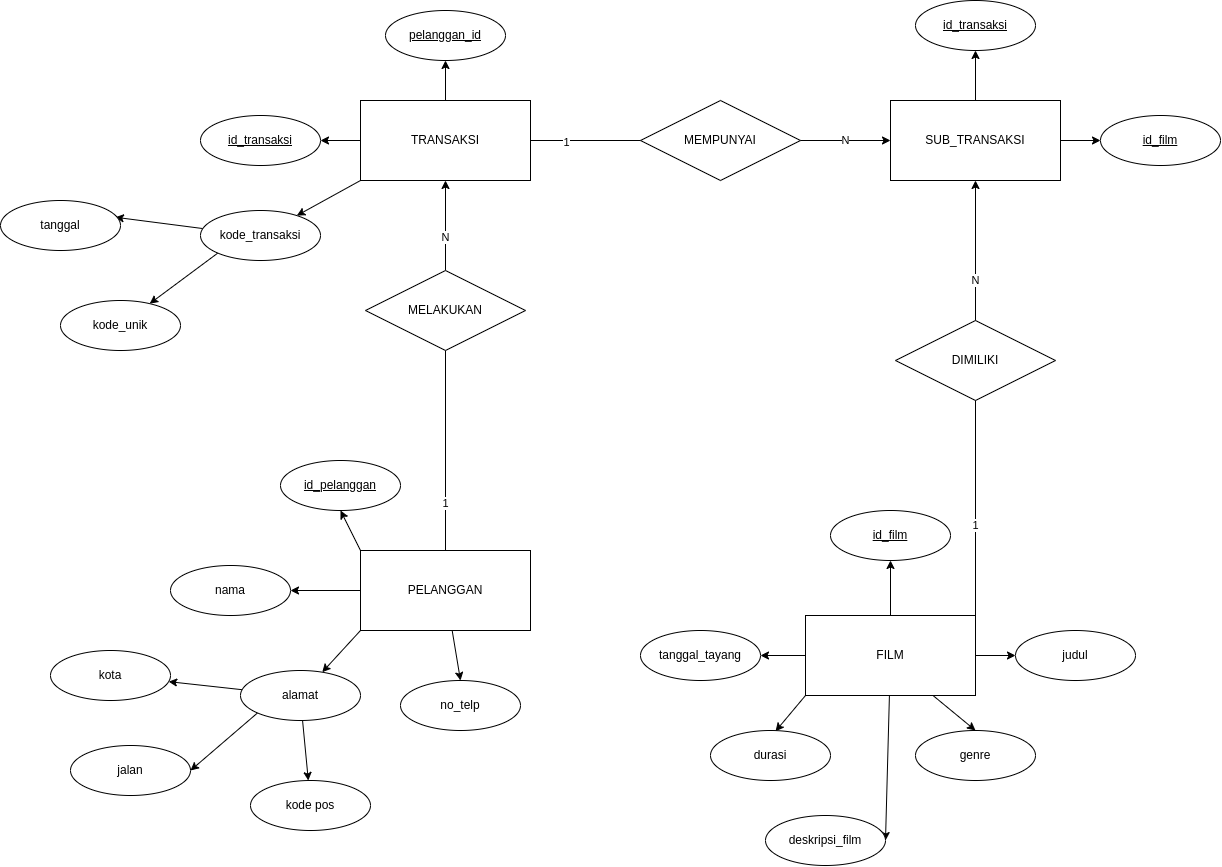 id_transaksi
pelanggan_id
TRANSAKSI
1
MEMPUNYAI
N
SUB_TRANSAKSI
id_transaksi
id_film
tanggal
kode_transaksi
N
kode_unik
MELAKUKAN
N
DIMILIKI
id_pelanggan
1
1
id_film
nama
PELANGGAN
tanggal_tayang
FILM
judul
kota
alamat
no_telp
jalan
kode pos
durasi
genre
deskripsi_film